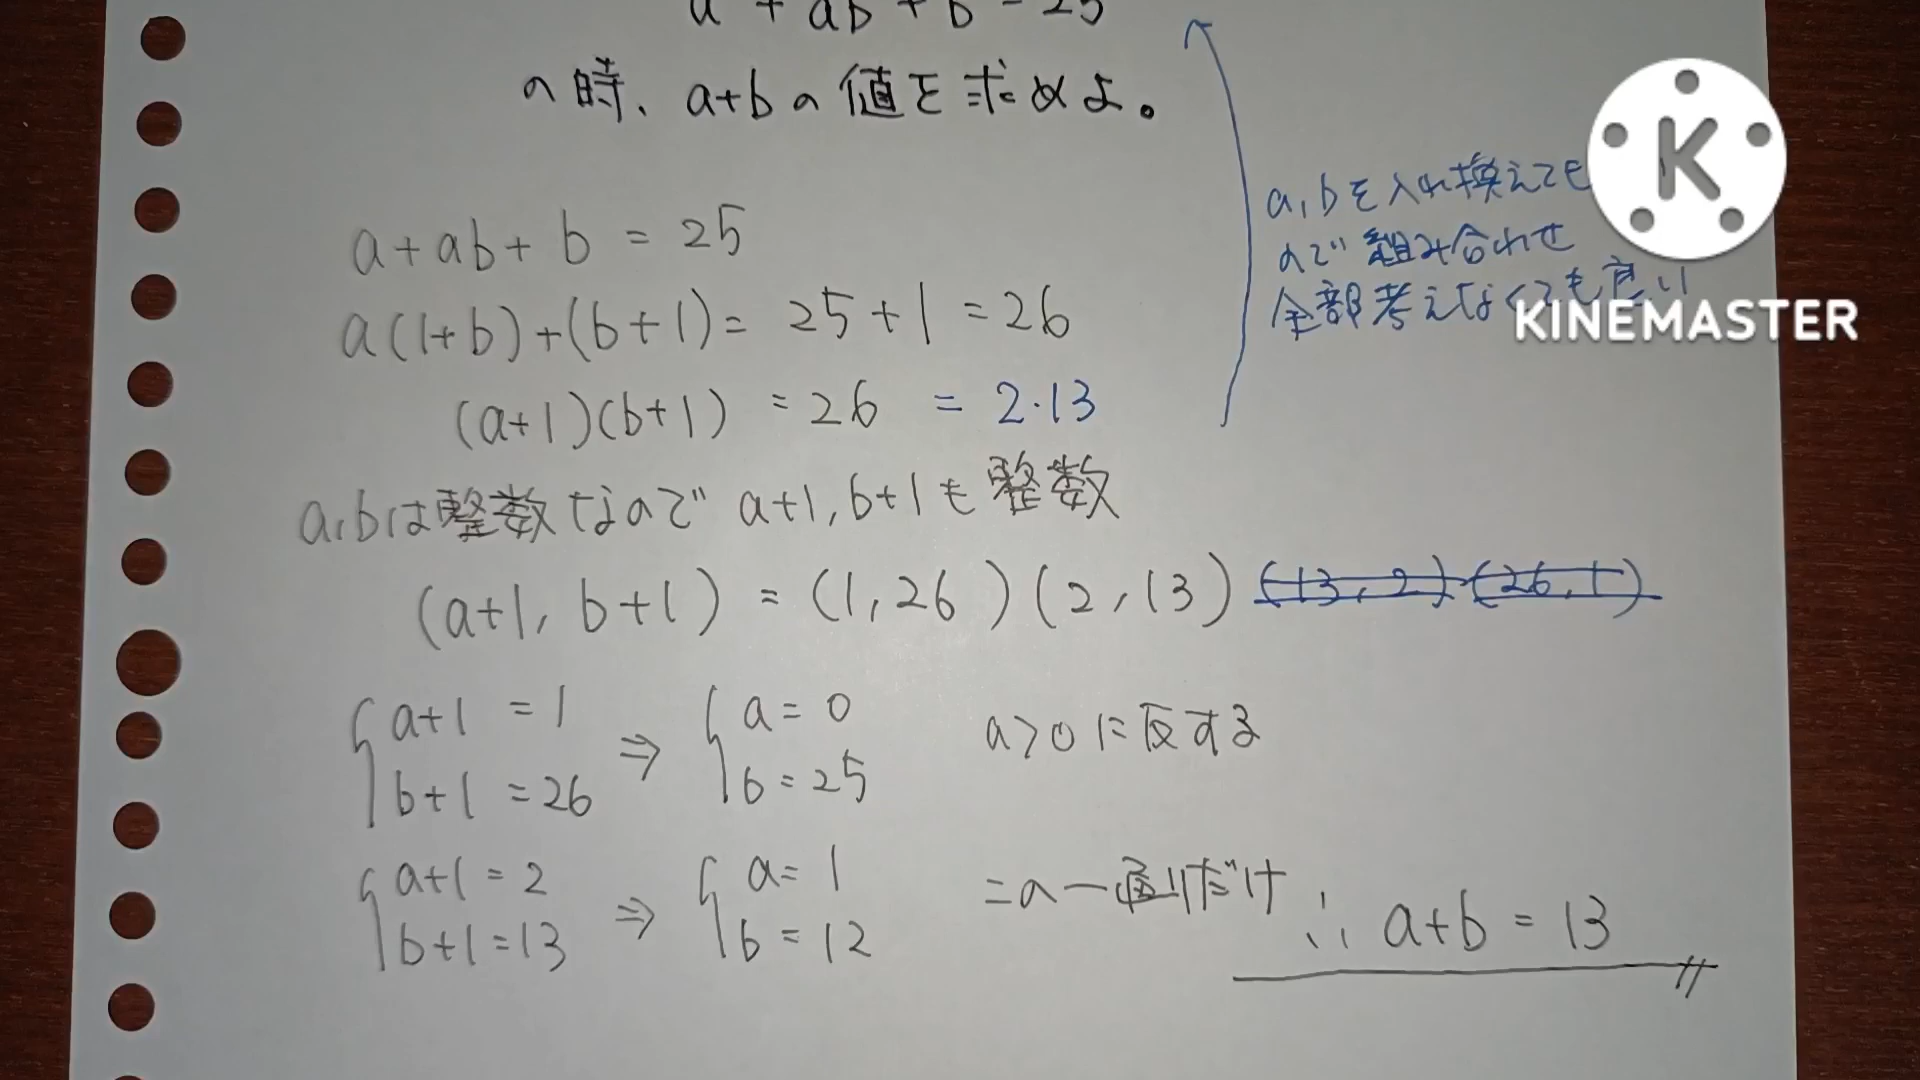 a + ab + b = 25
の時、a+bの値を求めよ。
a,bを入れ換えても
ので組み合わせ
全部考えなくても良い
K
KINEMASTER
a + ab + b = 25
a(1+b)+(b+1)= 25+1 =26
(a+1)(b+1) = 26 = 2·13
a,bは整数なので a+1,b+1も整数
(a+1, b+1) = (1,26)(2,13)(13,2)(26,1)
a+1 = 1 ⇒ a = 0 a>0に反する
b+1 = 26 b = 25
a+1 = 2 ⇒ a = 1 この一通りだけ
b+1 = 13 b = 12
∴ a+b = 13